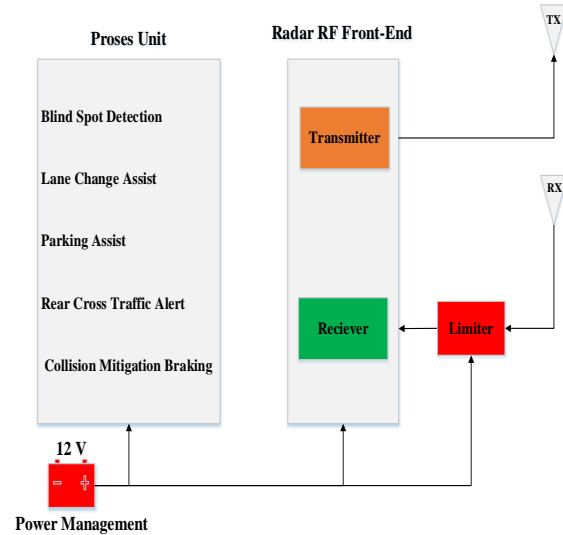 Proses Unit
Radar RF Front-End
TX
Blind Spot Detection
Transmitter
Lane Change Assist
RX
Parking Assist
Rear Cross Traffic Alert
Reciever
Limiter
Collision Mitigation Braking
12 V
- +
Power Management